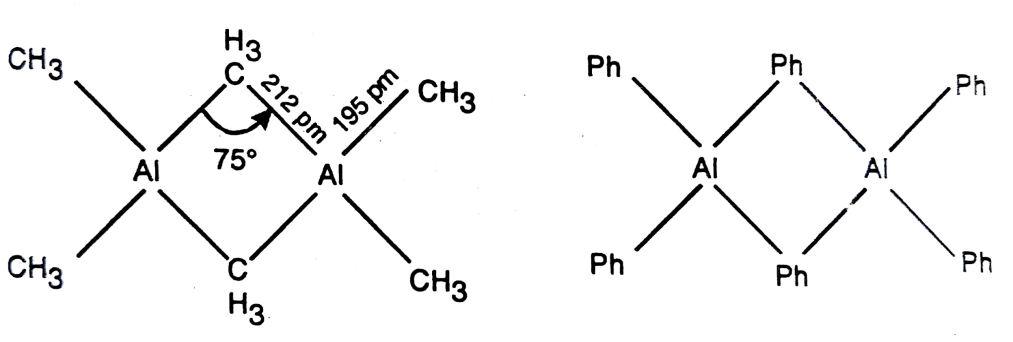 H3
CH3 C 212 pm 195 pm CH3
75°
Al Al
CH3 C CH3
H3
Ph Ph Ph
Al Al
Ph Ph Ph